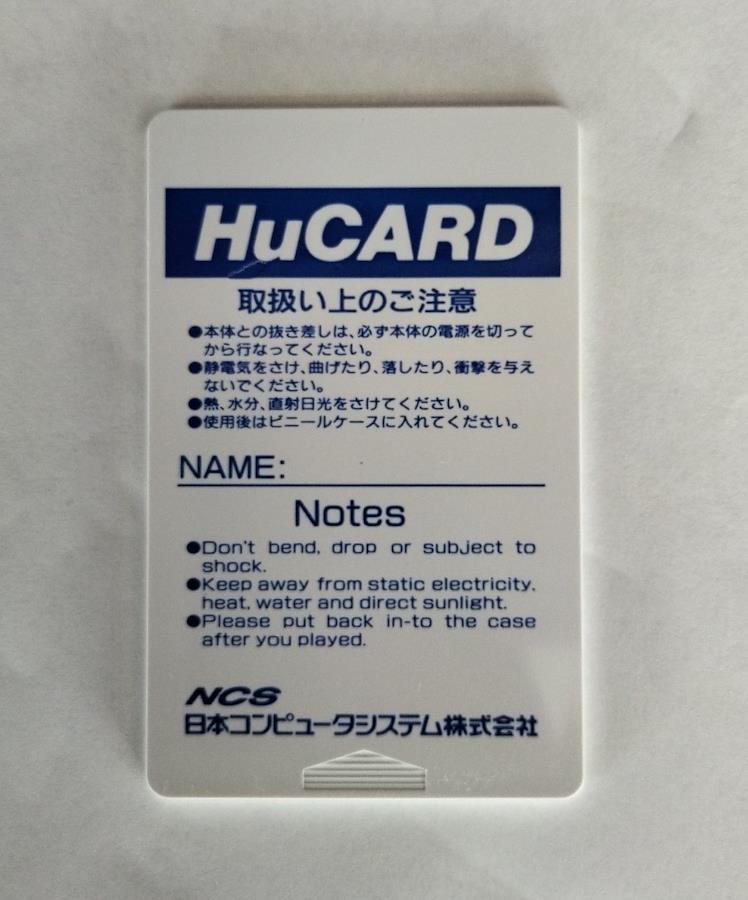 HuCARD
取扱い上のご注意
●本体との抜き差しは、必ず本体の電源を切って
から行なってください。
●静電気をさけ、曲げたり、落したり、衝撃を与え
ないでください。
●熱、水分、直射日光をさけてください。
●使用後はビニールケースに入れてください。
NAME:
Notes
●Don't bend, drop or subject to
shock.
●Keep away from static electricity.
heat, water and direct sunlight.
●Please put back in-to the case
after you played.
NCS
日本コンピュータシステム株式会社